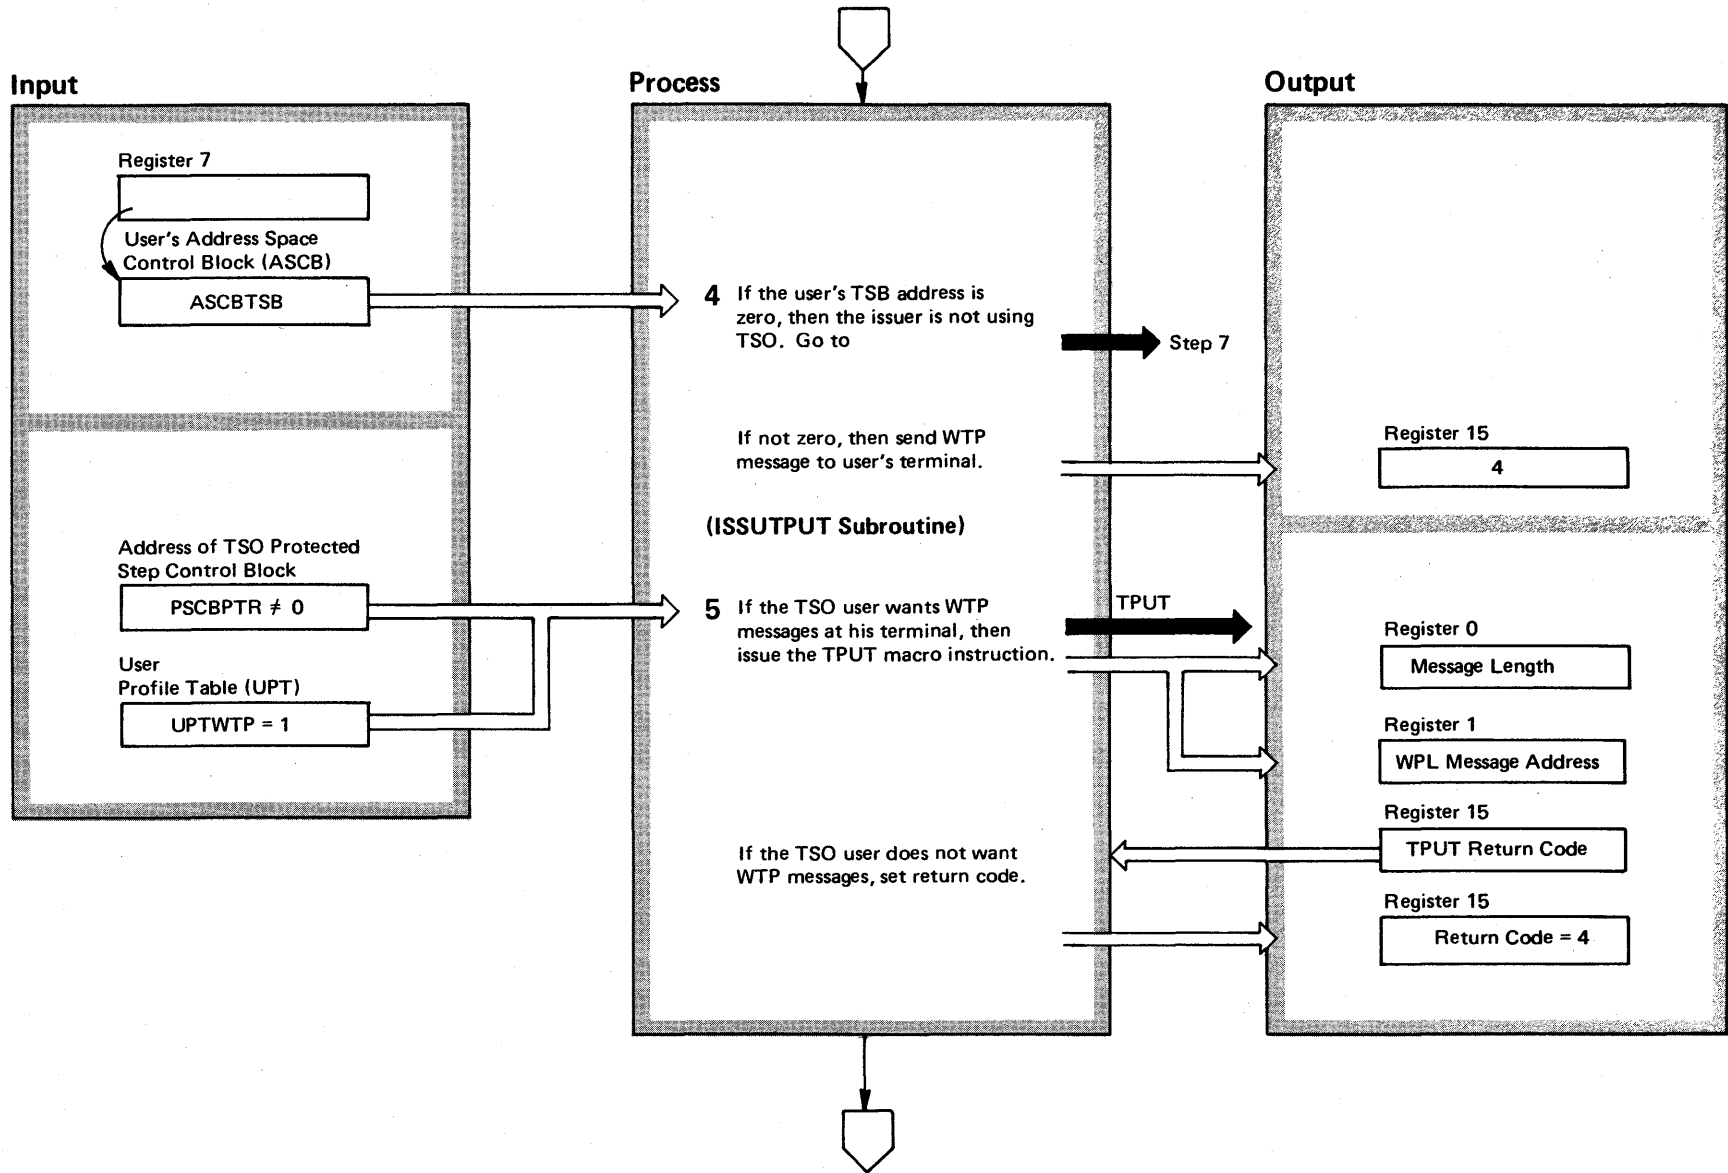 Input
Register 7
User's Address Space
Control Block (ASCB)
ASCBTSB
Address of TSO Protected
Step Control Block
PSCBPTR ≠ 0
User
Profile Table (UPT)
UPTWTP = 1
Process
4 If the user's TSB address is
zero, then the issuer is not using
TSO. Go to
Step 7
If not zero, then send WTP
message to user's terminal.
(ISSUTPUT Subroutine)
5 If the TSO user wants WTP
messages at his terminal, then
issue the TPUT macro instruction.
TPUT
If the TSO user does not want
WTP messages, set return code.
Output
Register 15
4
Register 0
Message Length
Register 1
WPL Message Address
Register 15
TPUT Return Code
Register 15
Return Code = 4